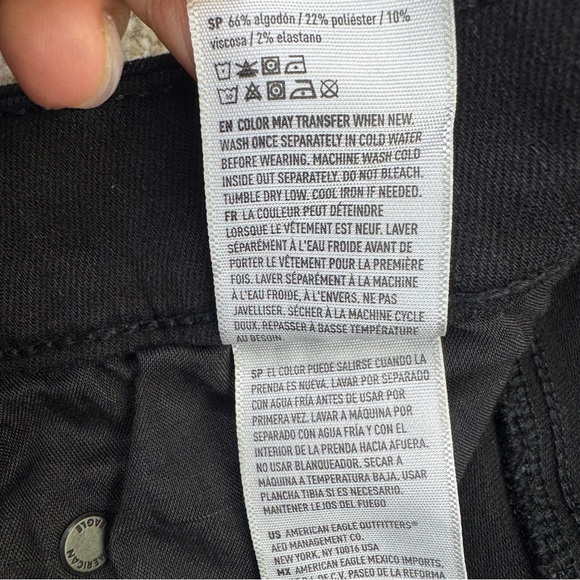 SP 66% algodón / 22% poliéster / 10%
viscosa / 2% elastano
EN COLOR MAY TRANSFER WHEN NEW.
WASH ONCE SEPARATELY IN COLD WATER
BEFORE WEARING. MACHINE WASH COLD
INSIDE OUT SEPARATELY. DO NOT BLEACH.
TUMBLE DRY LOW. COOL IRON IF NEEDED.
FR LA COULEUR PEUT DÉTEINDRE
LORSQUE LE VÊTEMENT EST NEUF. LAVER
SÉPARÉMENT À L'EAU FROIDE AVANT DE
PORTER LE VÊTEMENT POUR LA PREMIÈRE
FOIS. LAVER SÉPARÉMENT À LA MACHINE
À L'EAU FROIDE, À L'ENVERS. NE PAS
JAVELLISER. SÉCHER À LA MACHINE CYCLE
DOUX. REPASSER À BASSE TEMPÉRATURE
AU BESOIN.
SP EL COLOR PUEDE SALIRSE CUANDO LA
PRENDA ES NUEVA. LAVAR POR SEPARADO
CON AGUA FRÍA ANTES DE USAR POR
PRIMERA VEZ. LAVAR A MÁQUINA POR
SEPARADO CON AGUA FRÍA Y CON EL
INTERIOR DE LA PRENDA HACIA AFUERA.
NO USAR BLANQUEADOR. SECAR A
MÁQUINA A TEMPERATURA BAJA. USAR
PLANCHA TIBIA SI ES NECESARIO.
MANTENER LEJOS DEL FUEGO
US AMERICAN EAGLE OUTFITTERS®
AEO MANAGEMENT CO.
NEW YORK, NY 10016 USA
MX AMERICAN EAGLE MEXICO IMPORTS,
DE C.V. PASEO DE LA REFORMA
AMERICAN EAGLE